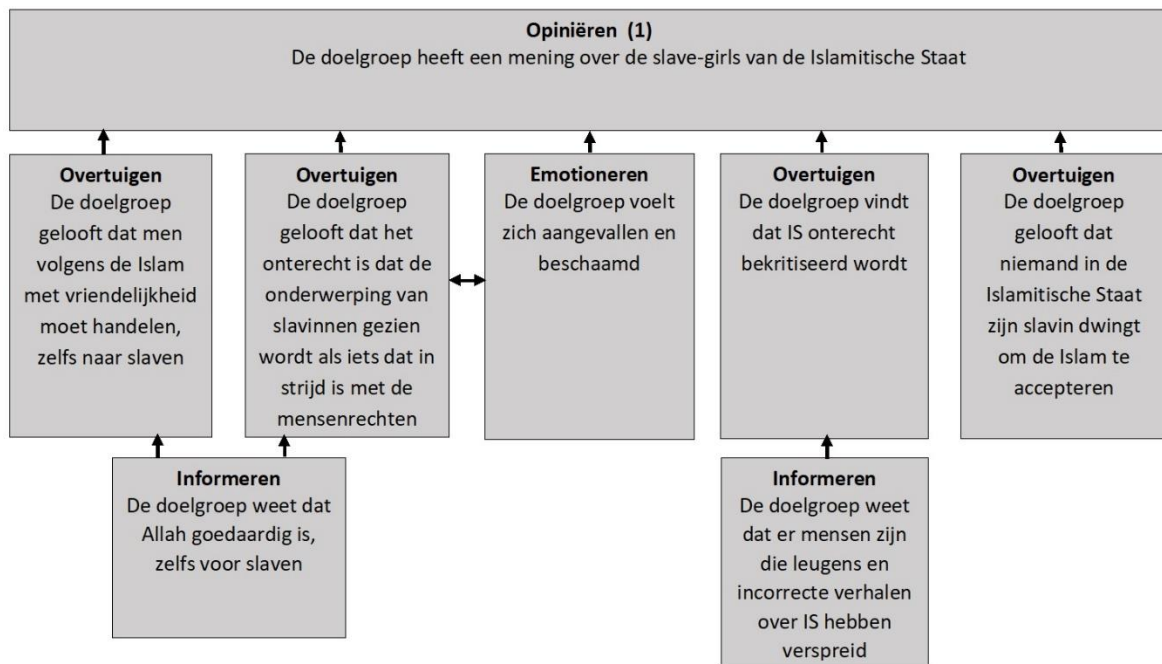 Opiniëren (1)
De doelgroep heeft een mening over de slave-girls van de Islamitische Staat
Overtuigen
De doelgroep
gelooft dat men
volgens de Islam
met vriendelijkheid
moet handelen,
zelfs naar slaven
Overtuigen
De doelgroep
gelooft dat het
onterecht is dat de
onderwerping van
slavinnen gezien
wordt als iets dat in
strijd is met de
mensenrechten
Emotioneren
De doelgroep voelt
zich aangevallen en
beschaamd
Overtuigen
De doelgroep vindt
dat IS onterecht
bekritiseerd wordt
Overtuigen
De doelgroep
gelooft dat
niemand in de
Islamitische Staat
zijn slavin dwingt
om de Islam te
accepteren
Informeren
De doelgroep weet dat
Allah goedaardig is,
zelfs voor slaven
Informeren
De doelgroep weet
dat er mensen zijn
die leugens en
incorrecte verhalen
over IS hebben
verspreid